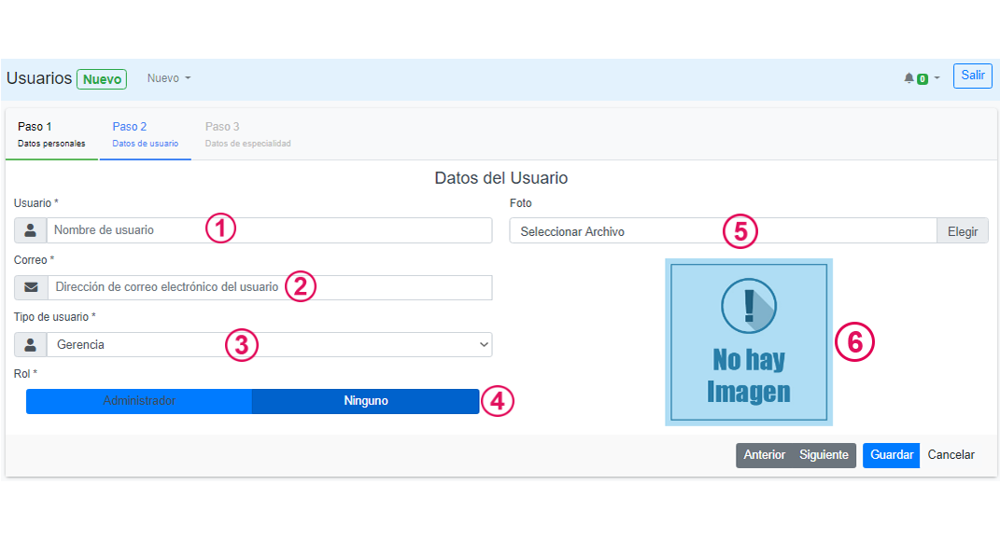 Usuarios Nuevo Nuevo 0 Salir
Paso 1 Paso 2 Paso 3
Datos personales Datos de usuario Datos de especialidad
Datos del Usuario
Usuario *
Nombre de usuario 1
Correo *
Dirección de correo electrónico del usuario 2
Tipo de usuario *
Gerencia 3
Rol *
Administrador Ninguno 4
Foto
Seleccionar Archivo 5 Elegir
No hay
Imagen
6
Anterior Siguiente Guardar Cancelar